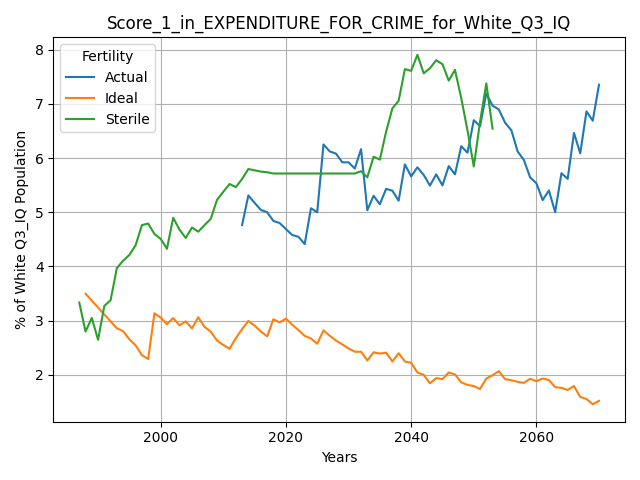 Score_1_in_EXPENDITURE_FOR_CRIME_for_White_Q3_IQ
Fertility
Actual
Ideal
Sterile
% of White Q3_IQ Population
8
7
6
5
4
3
2
2000 2020 2040 2060
Years